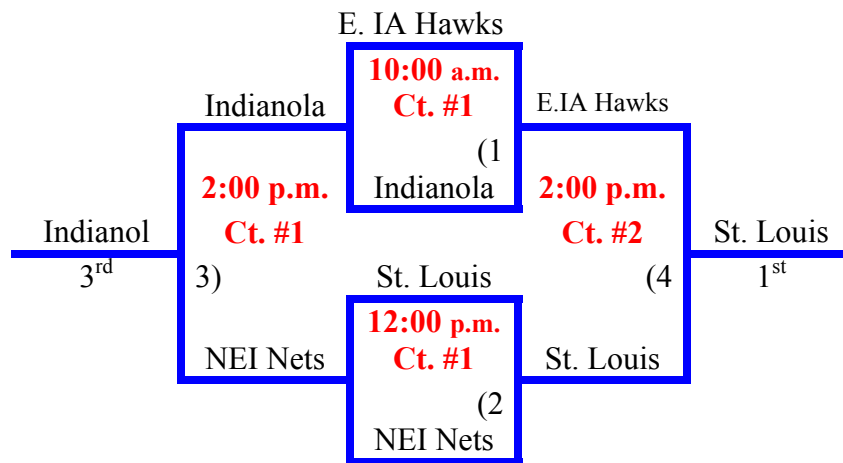 E. IA Hawks
10:00 a.m.
Indianola Ct. #1 E.IA Hawks
(1
2:00 p.m. Indianola 2:00 p.m.
Indianol Ct. #1 Ct. #2 St. Louis
3rd 3) St. Louis (4 1st
12:00 p.m.
NEI Nets Ct. #1 St. Louis
(2
NEI Nets